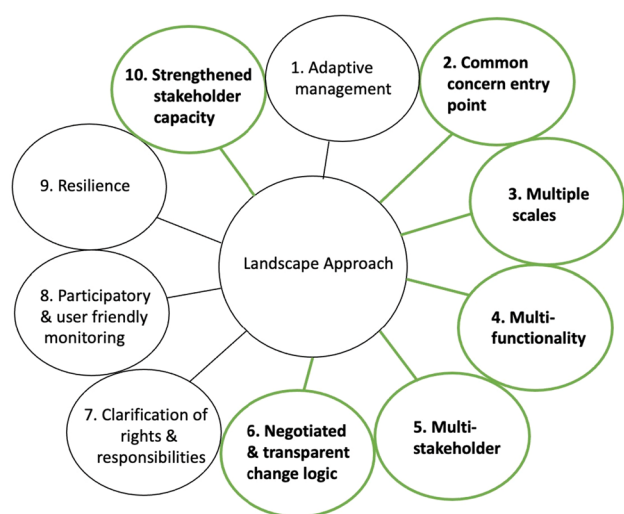 Landscape Approach
1. Adaptive
management
2. Common
concern entry
point
3. Multiple
scales
4. Multi-
functionality
5. Multi-
stakeholder
6. Negotiated
& transparent
change logic
7. Clarification of
rights &
responsibilities
8. Participatory
& user friendly
monitoring
9. Resilience
10. Strengthened
stakeholder
capacity